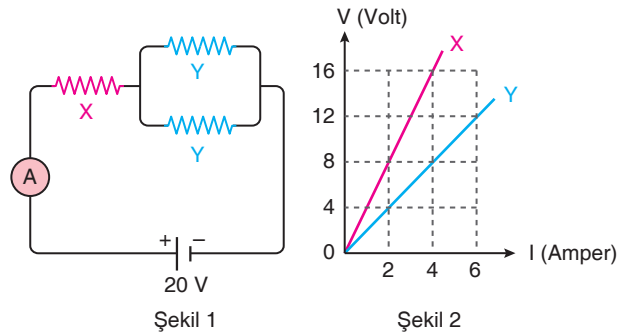 Y
X
Y
A
+ −
20 V
Şekil 1
V (Volt)
X
16
Y
12
8
4
0
2 4 6
I (Amper)
Şekil 2